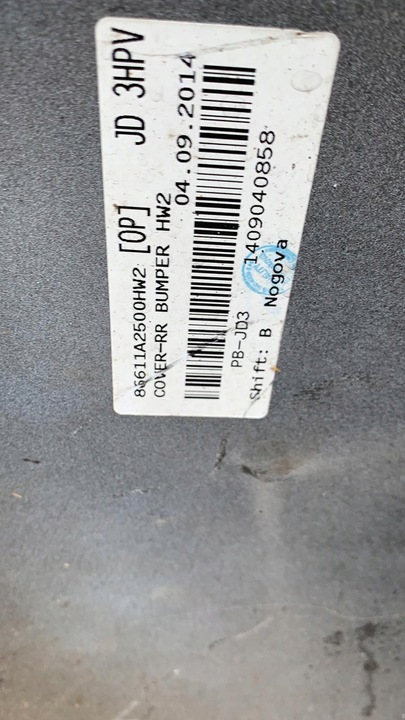 86611A2500HW2 [OP] JD 3HPV
COVER-RR BUMPER HW2
04.09.2014
PB-JD3 1409040858
Shift: B Nogova